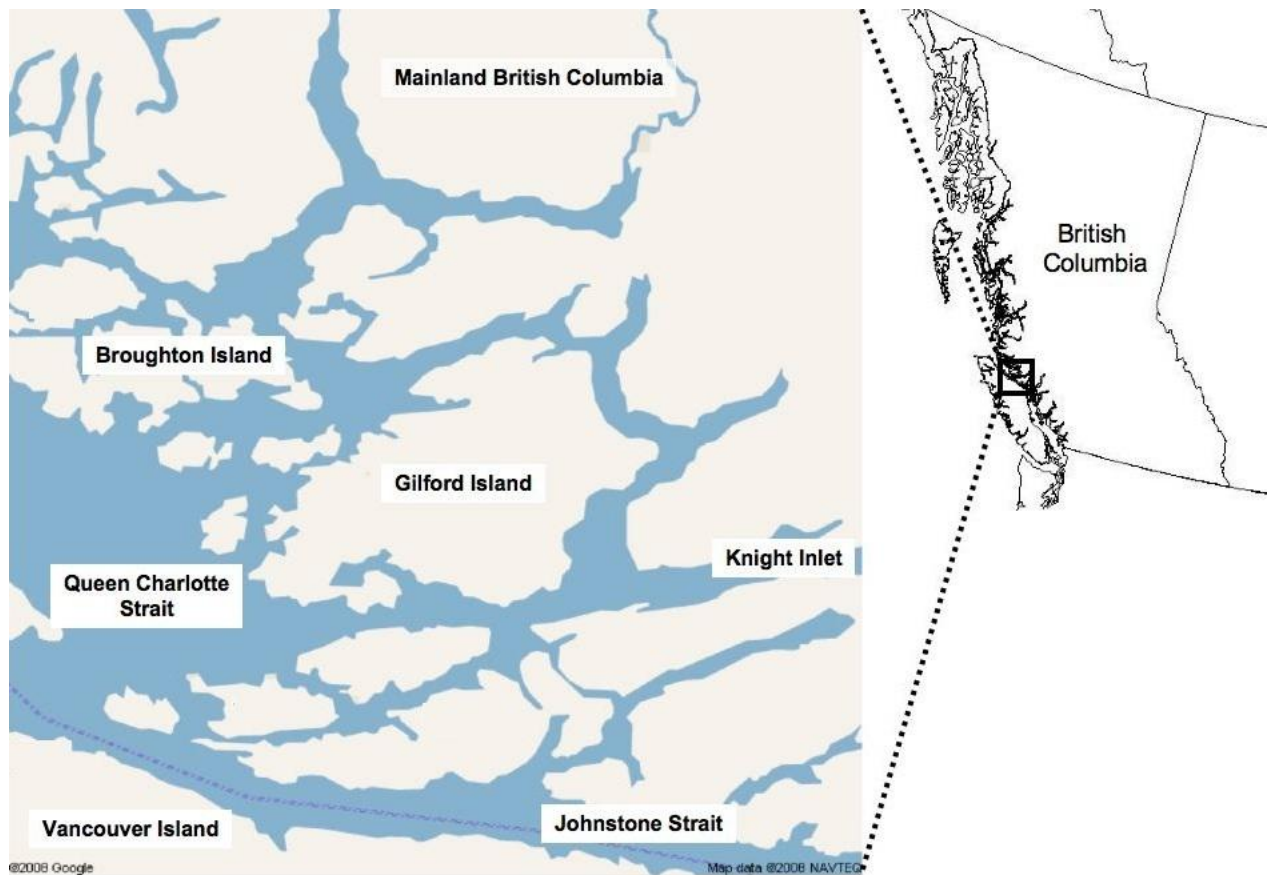 Mainland British Columbia
British
Columbia
Broughton Island
Gilford Island
Knight Inlet
Queen Charlotte
Strait
Vancouver Island
Johnstone Strait
©2008 Google
Map data ©2008 NAVTEQ